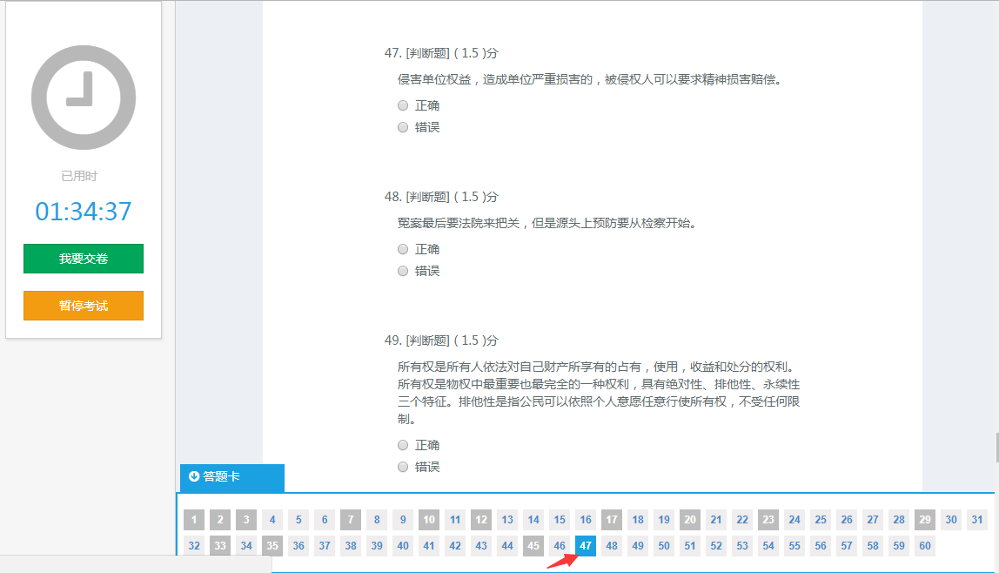 已用时
01:34:37
我要交卷
暂停考试
47. [判断题] ( 1.5 )分
侵害单位权益，造成单位严重损害的，被侵权人可以要求精神损害赔偿。
正确
错误
48. [判断题] ( 1.5 )分
冤案最后要法院来把关，但是源头上预防要从检察开始。
正确
错误
49. [判断题] ( 1.5 )分
所有权是所有人依法对自己财产所享有的占有，使用，收益和处分的权利。
所有权是物权中最重要也最完全的一种权利，具有绝对性、排他性、永续性
三个特征。排他性是指公民可以依照个人意愿任意行使所有权，不受任何限
制。
正确
错误
答题卡
1 2 3 4 5 6 7 8 9 10 11 12 13 14 15 16 17 18 19 20 21 22 23 24 25 26 27 28 29 30 31
32 33 34 35 36 37 38 39 40 41 42 43 44 45 46 47 48 49 50 51 52 53 54 55 56 57 58 59 60